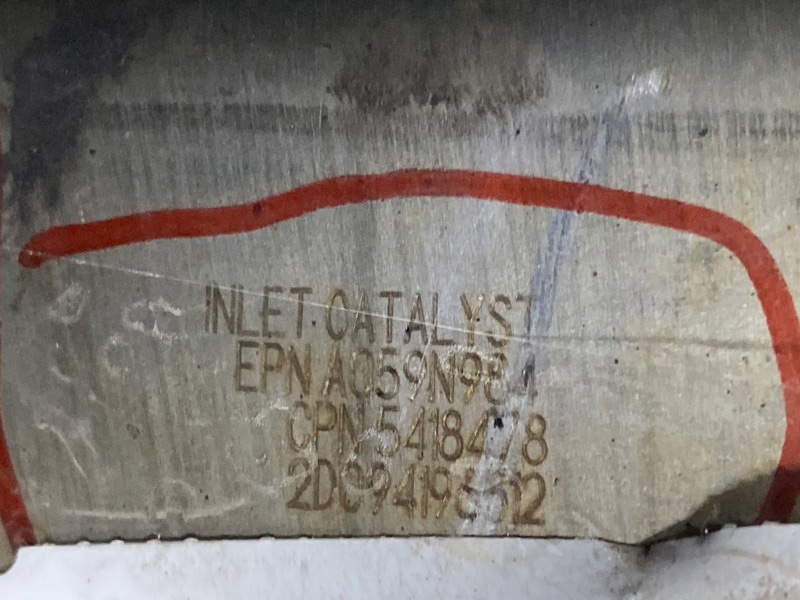 INLET CATALYST
EPN A059N984
CPN 5418478